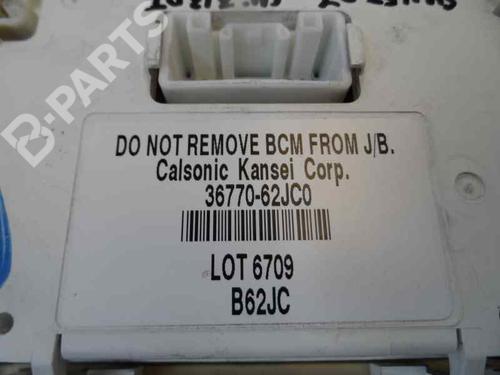 B-PARTS
DO NOT REMOVE BCM FROM J/B.
Calsonic Kansei Corp.
36770-62JC0
LOT 6709
B62JC